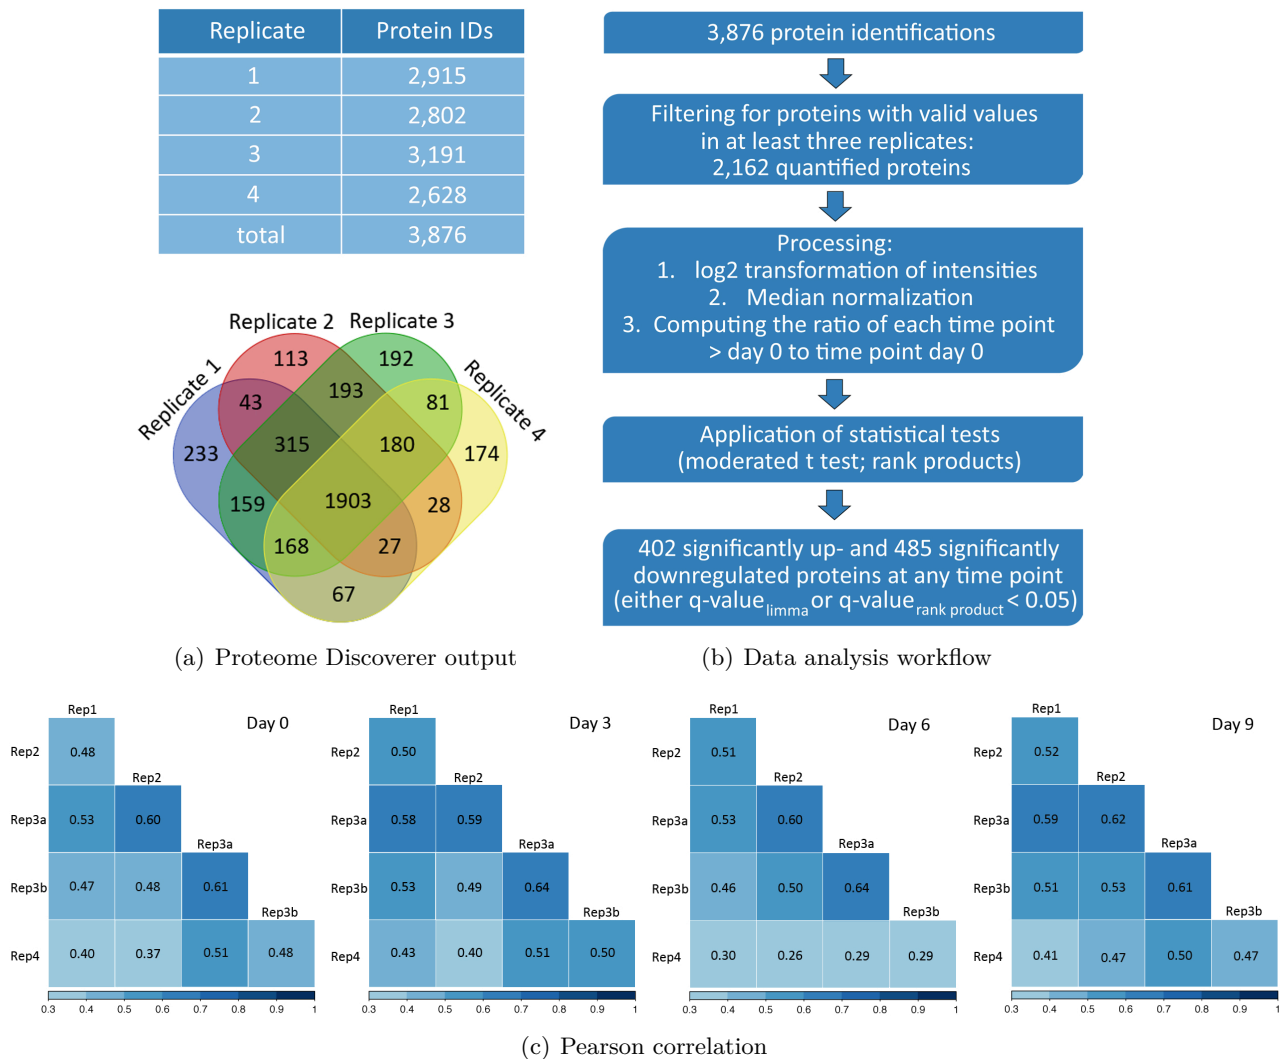 Replicate Protein IDs
1 2,915
2 2,802
3 3,191
4 2,628
total 3,876
Replicate 1
Replicate 2
Replicate 3
Replicate 4
113 192
43 193 81
233 315 180 174
159 1903 28
168 27
67
(a) Proteome Discoverer output
3,876 protein identifications
Filtering for proteins with valid values
in at least three replicates:
2,162 quantified proteins
Processing:
1. log2 transformation of intensities
2. Median normalization
3. Computing the ratio of each time point
> day 0 to time point day 0
Application of statistical tests
(moderated t test; rank products)
402 significantly up- and 485 significantly
downregulated proteins at any time point
(either q-value limma or q-value rank product < 0.05)
(b) Data analysis workflow
Day 0
Rep1
Rep2 0.48
Rep2
Rep3a 0.53 0.60
Rep3a
Rep3b 0.47 0.48 0.61
Rep3b
Rep4 0.40 0.37 0.51 0.48
0.3 0.4 0.5 0.6 0.7 0.8 0.9 1
Day 3
Rep1
Rep2 0.50
Rep2
Rep3a 0.58 0.59
Rep3a
Rep3b 0.53 0.49 0.64
Rep3b
Rep4 0.43 0.40 0.51 0.50
0.3 0.4 0.5 0.6 0.7 0.8 0.9 1
Day 6
Rep1
Rep2 0.51
Rep2
Rep3a 0.53 0.60
Rep3a
Rep3b 0.46 0.50 0.64
Rep3b
Rep4 0.30 0.26 0.29 0.29
0.3 0.4 0.5 0.6 0.7 0.8 0.9 1
Day 9
Rep1
Rep2 0.52
Rep2
Rep3a 0.59 0.62
Rep3a
Rep3b 0.51 0.53 0.61
Rep3b
Rep4 0.41 0.47 0.50 0.47
0.3 0.4 0.5 0.6 0.7 0.8 0.9 1
(c) Pearson correlation